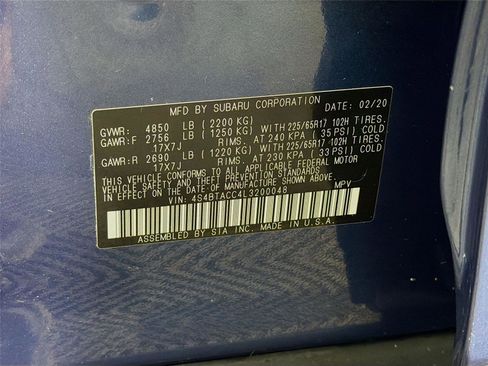 MFD BY SUBARU CORPORATION DATE: 02/20
GVWR: 4850 LB ( 2200 KG)
GAWR:F 2756 LB ( 1250 KG) WITH 225/65R17 102H TIRES.
17X7J RIMS. AT 240 KPA ( 35 PSI) COLD
GAWR:R 2690 LB ( 1220 KG) WITH 225/65R17 102H TIRES.
17X7J RIMS. AT 230 KPA ( 33 PSI) COLD
THIS VEHICLE CONFORMS TO ALL APPLICABLE FEDERAL MOTOR
VEHICLE SAFETY, BUMPER, AND THEFT PREVENTION STANDARDS
IN EFFECT ON THE DATE OF MANUFACTURE SHOWN ABOVE.
VIN: 4S4BTACC4L3200048 MPV
ASSEMBLED BY SIA INC. MADE IN U.S.A.